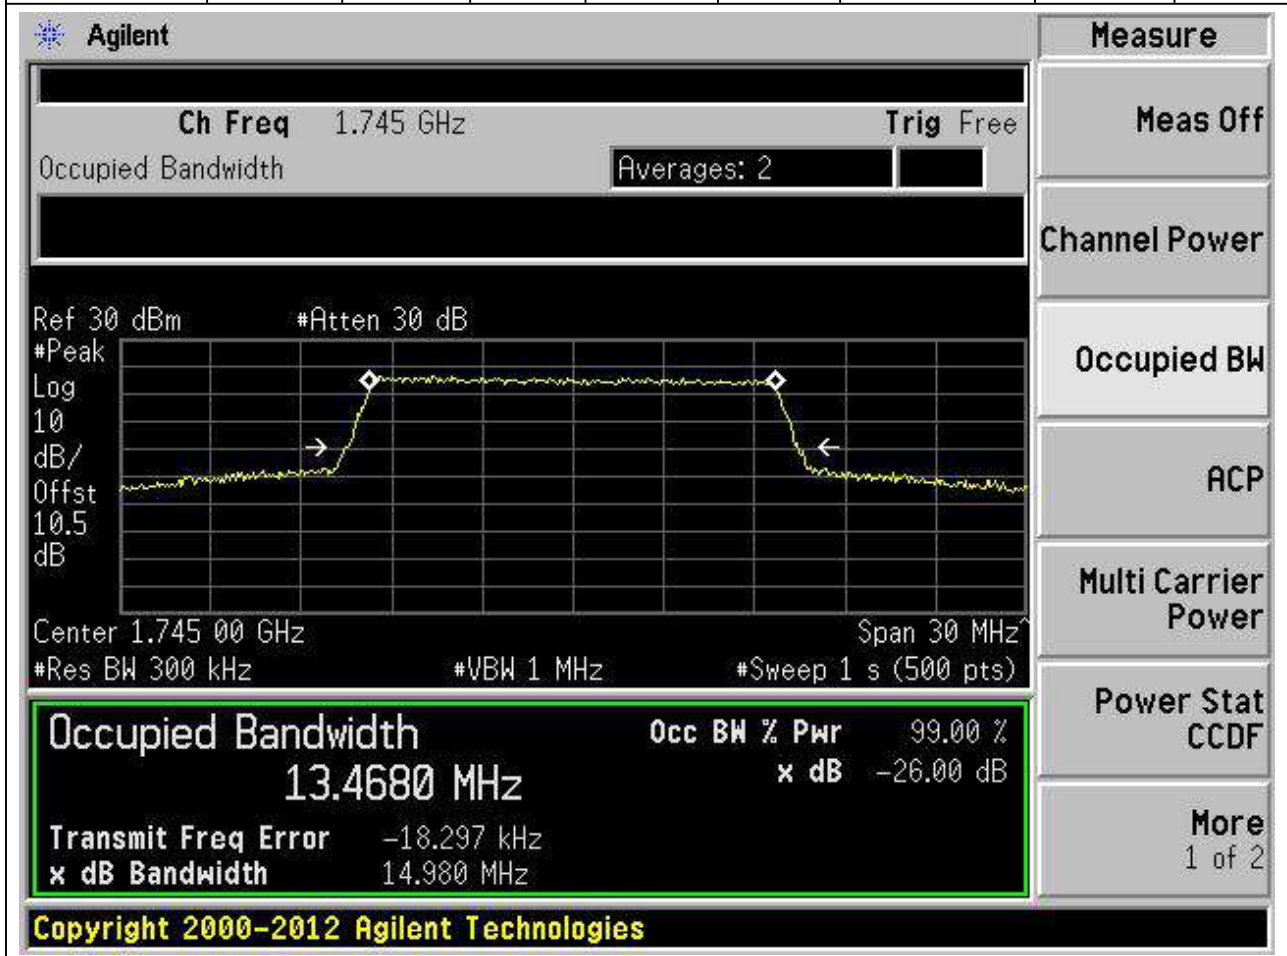 Agilent
Measure
Ch Freq 1.745 GHz Trig Free
Occupied Bandwidth Averages: 2
Ref 30 dBm #Atten 30 dB
#Peak
Log
10
dB/
Offst
10.5
dB
Center 1.745 00 GHz Span 30 MHz^
#Res BW 300 kHz #VBW 1 MHz #Sweep 1 s (500 pts)
Occupied Bandwidth Occ BW % Pwr 99.00 %
13.4680 MHz x dB -26.00 dB
Transmit Freq Error -18.297 kHz
x dB Bandwidth 14.980 MHz
Copyright 2000-2012 Agilent Technologies
Meas Off
Channel Power
Occupied BW
ACP
Multi Carrier
Power
Power Stat
CCDF
More
1 of 2